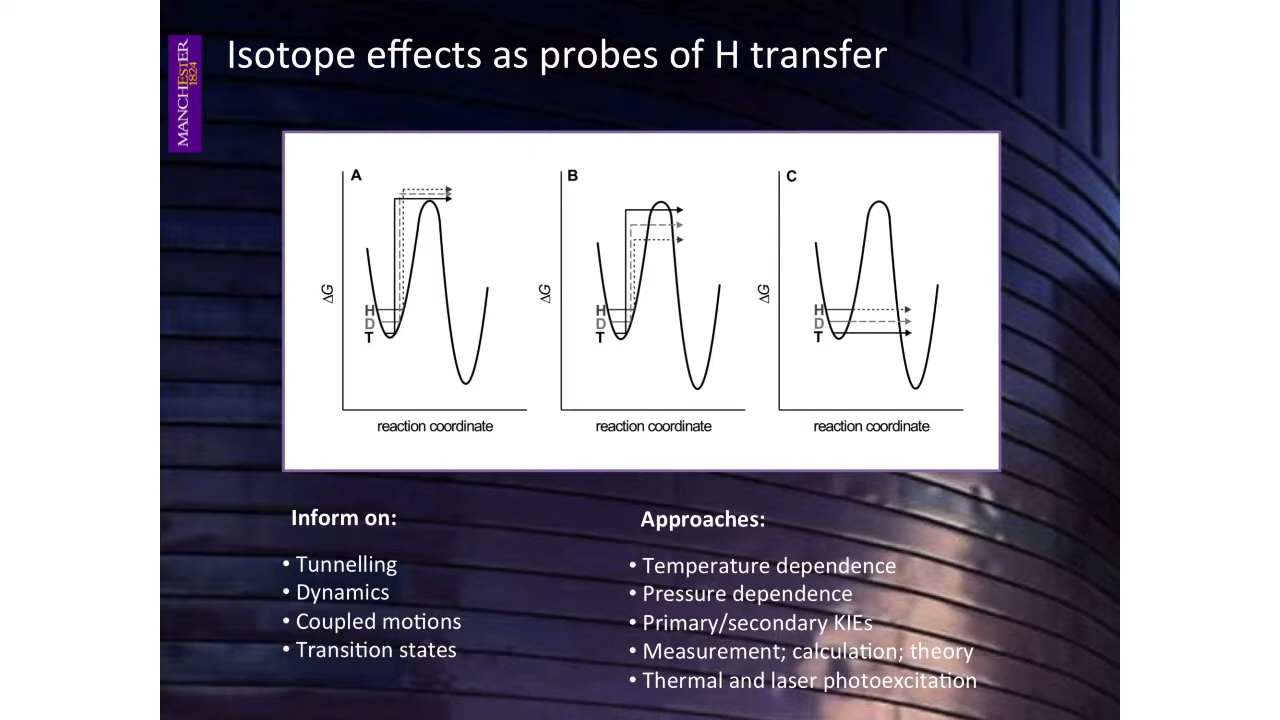 MANCHESTER
1824
Isotope effects as probes of H transfer
A
ΔG
H
D
T
reaction coordinate
B
ΔG
H
D
T
reaction coordinate
C
ΔG
H
D
T
reaction coordinate
Inform on:
• Tunnelling
• Dynamics
• Coupled motions
• Transition states
Approaches:
• Temperature dependence
• Pressure dependence
• Primary/secondary KIEs
• Measurement; calculation; theory
• Thermal and laser photoexcitation